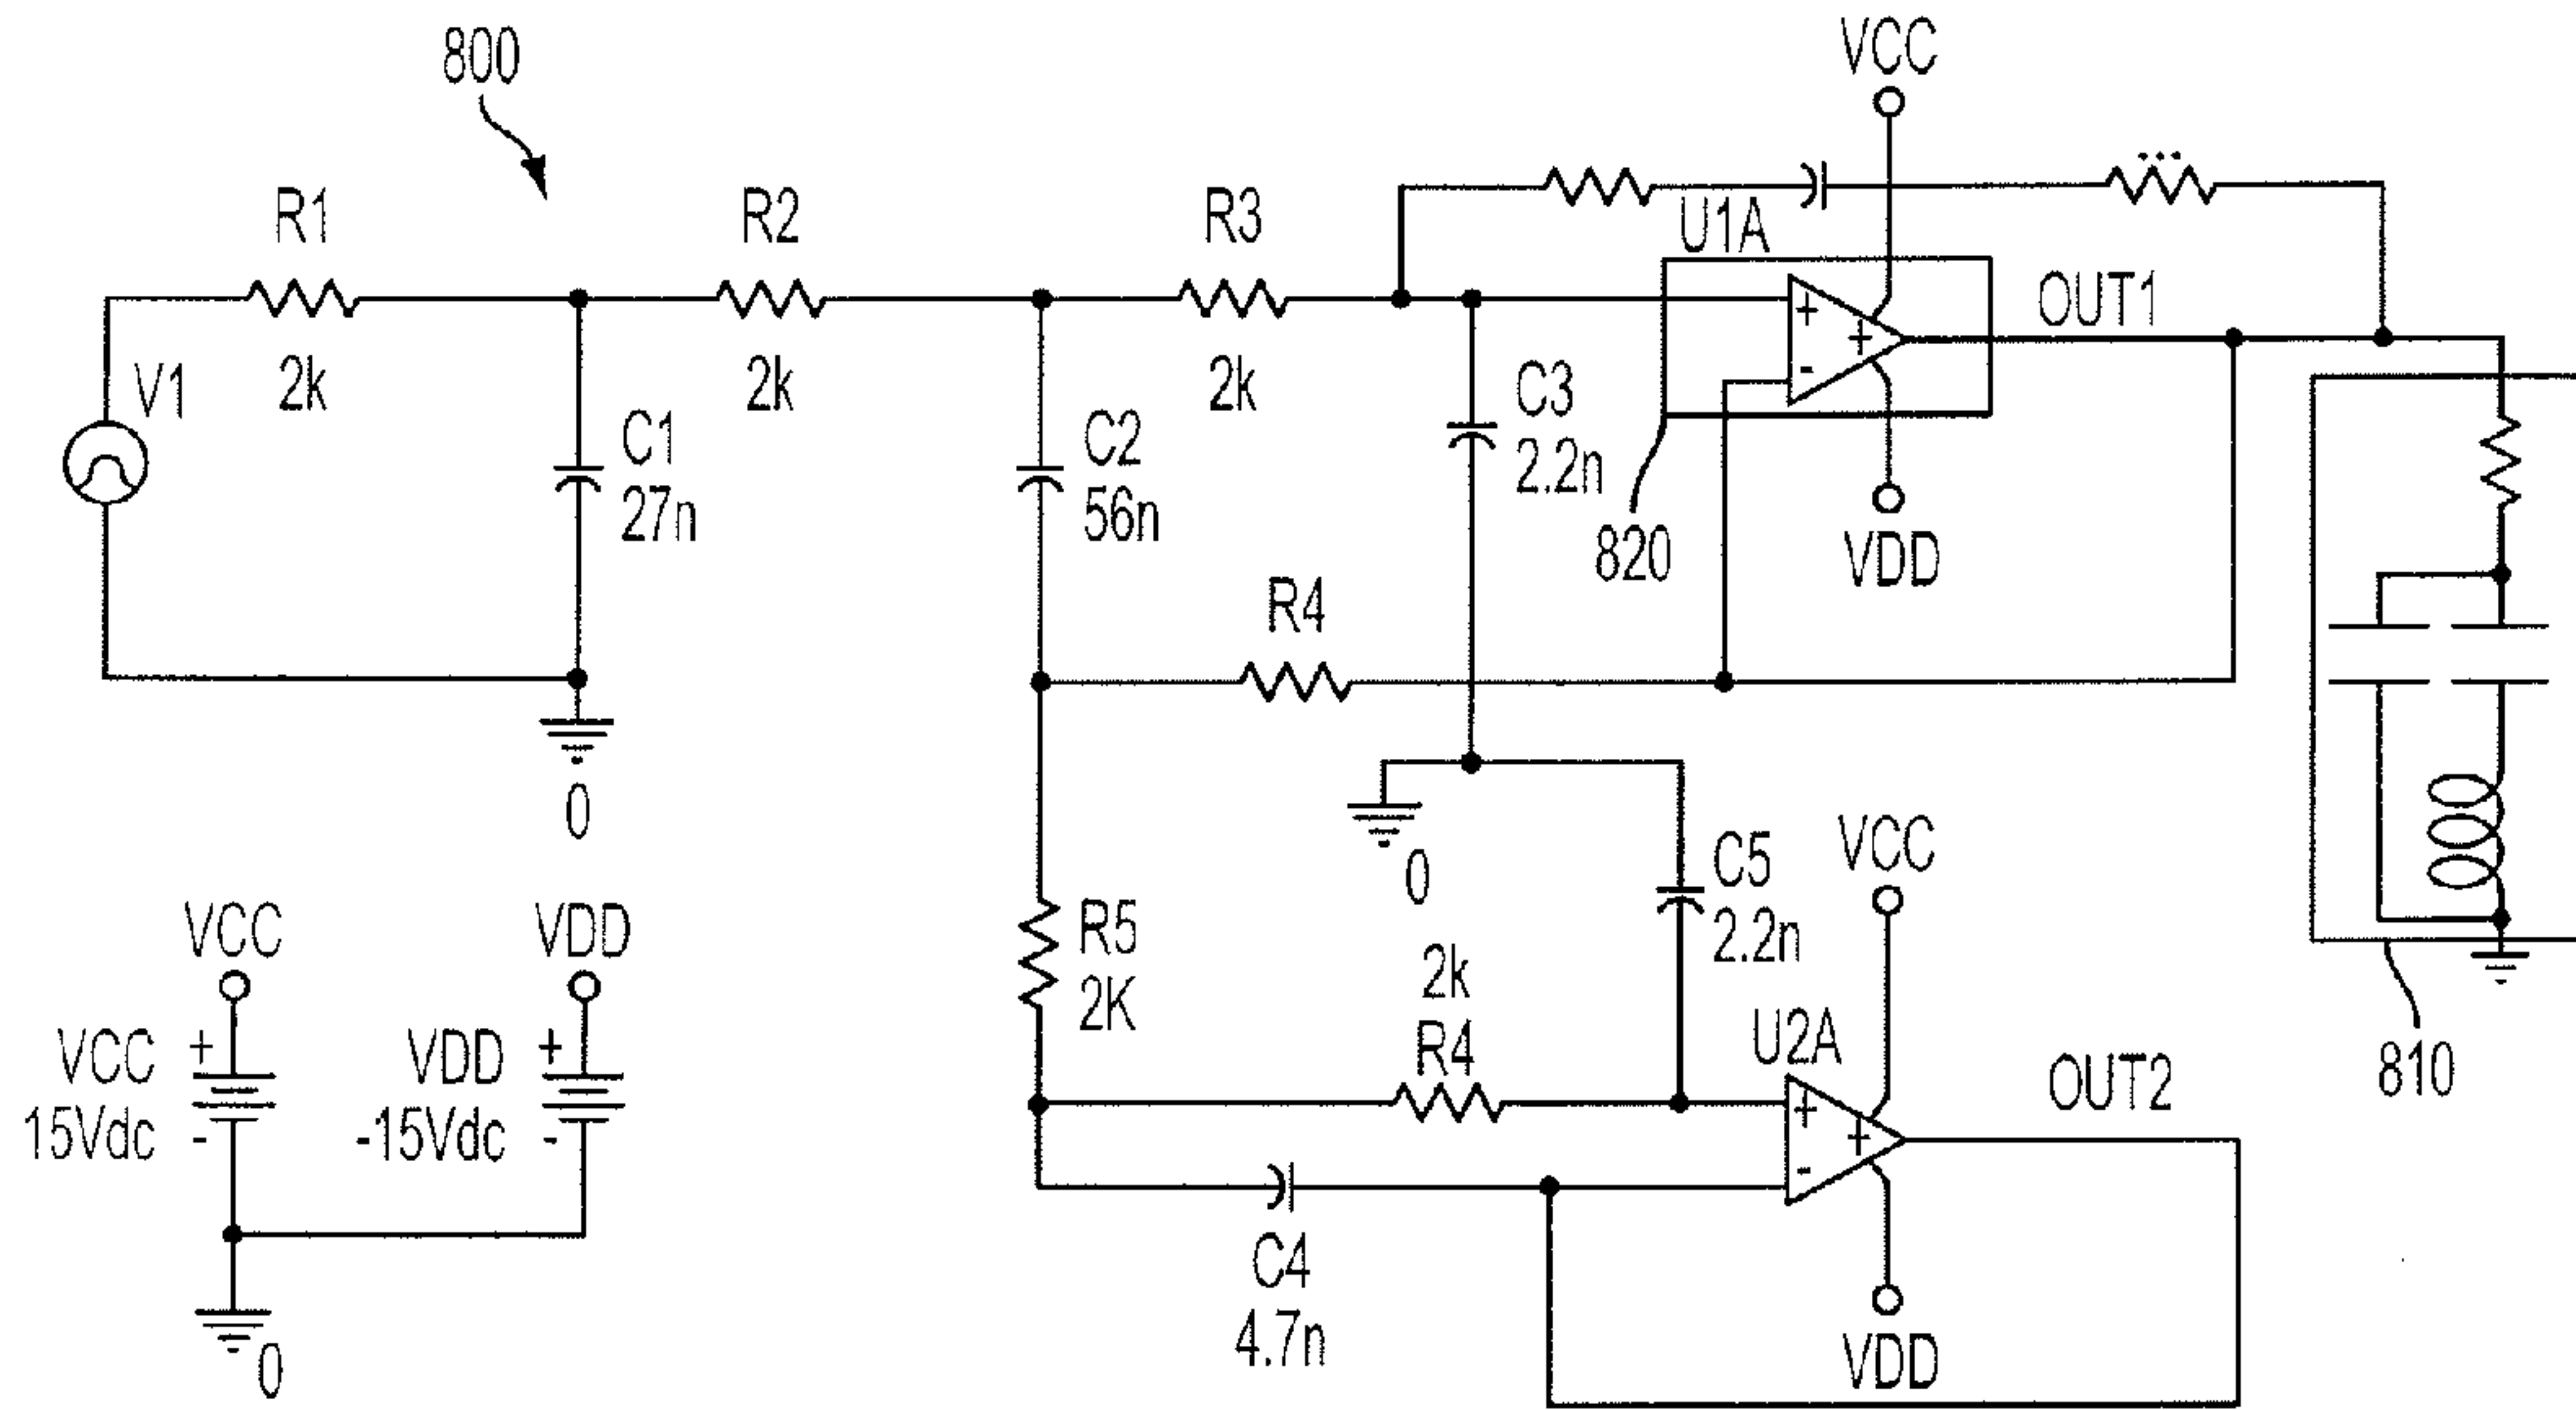 800
VCC
R1
R2
R3
U1A
OUT1
+
+
-
V1
2k
2k
2k
C1
27n
C2
56n
C3
2.2n
820
VDD
R4
0
0
C5
2.2n
VCC
VCC
VDD
R5
2K
2k
R4
U2A
OUT2
810
VCC
15Vdc
+
-
VDD
-15Vdc
+
-
+
+
-
C4
4.7n
VDD
0